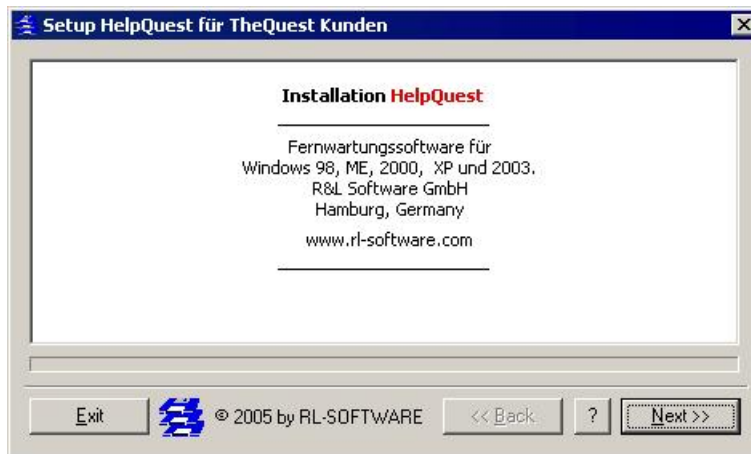 Setup HelpQuest für TheQuest Kunden
Installation HelpQuest
Fernwartungssoftware für
Windows 98, ME, 2000, XP und 2003.
R&L Software GmbH
Hamburg, Germany
www.rl-software.com
Exit
© 2005 by RL-SOFTWARE
<< Back
?
Next >>